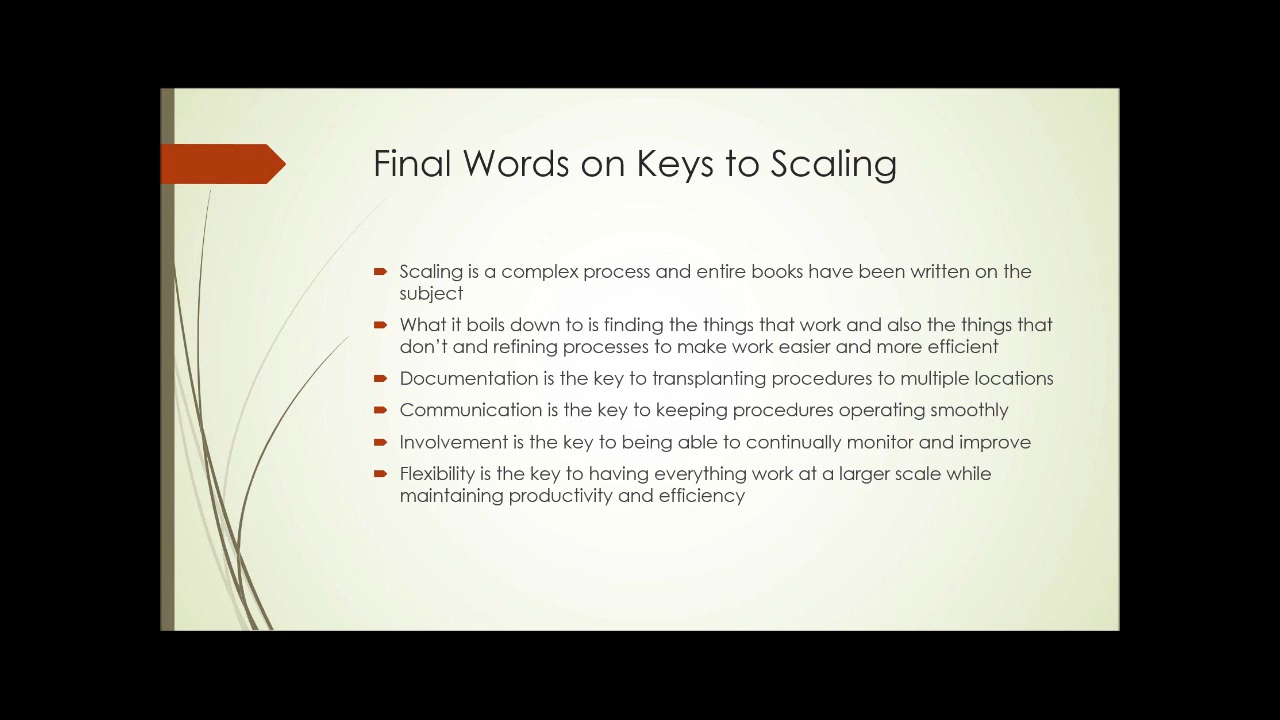 Final Words on Keys to Scaling
Scaling is a complex process and entire books have been written on the
subject
What it boils down to is finding the things that work and also the things that
don’t and refining processes to make work easier and more efficient
Documentation is the key to transplanting procedures to multiple locations
Communication is the key to keeping procedures operating smoothly
Involvement is the key to being able to continually monitor and improve
Flexibility is the key to having everything work at a larger scale while
maintaining productivity and efficiency